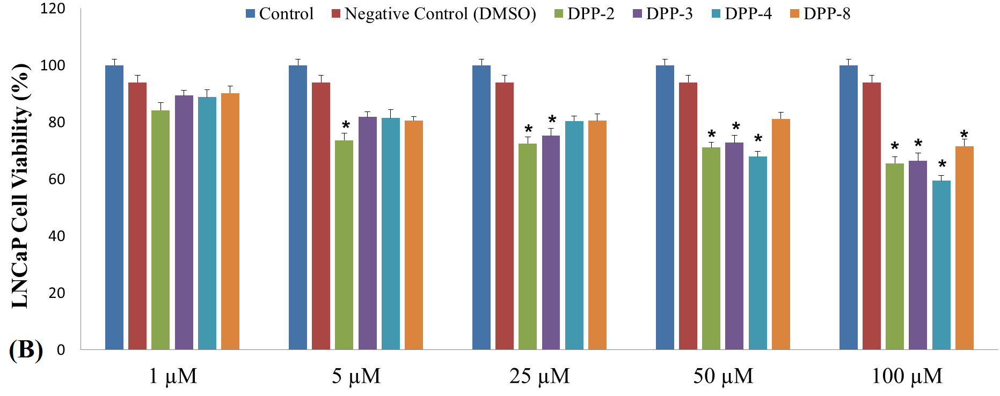 120
Control Negative Control (DMSO) DPP-2 DPP-3 DPP-4 DPP-8
100
80
60
40
20
0
LNCaP Cell Viability (%)
* * * * * * * * * *
(B)
1 µM 5 µM 25 µM 50 µM 100 µM